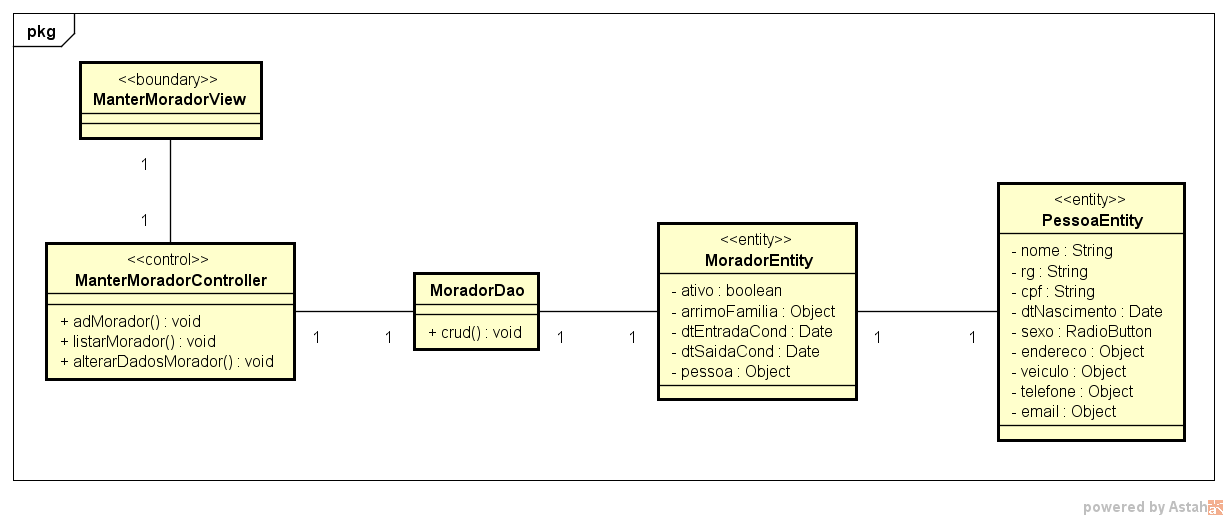 pkg
<<boundary>>
ManterMoradorView
1
1
<<control>>
ManterMoradorController
+ adMorador() : void
+ listarMorador() : void
+ alterarDadosMorador() : void
1
1
MoradorDao
+ crud() : void
1
1
<<entity>>
MoradorEntity
- ativo : boolean
- arrimoFamilia : Object
- dtEntradaCond : Date
- dtSaidaCond : Date
- pessoa : Object
1
1
<<entity>>
PessoaEntity
- nome : String
- rg : String
- cpf : String
- dtNascimento : Date
- sexo : RadioButton
- endereco : Object
- veiculo : Object
- telefone : Object
- email : Object
powered by Astah